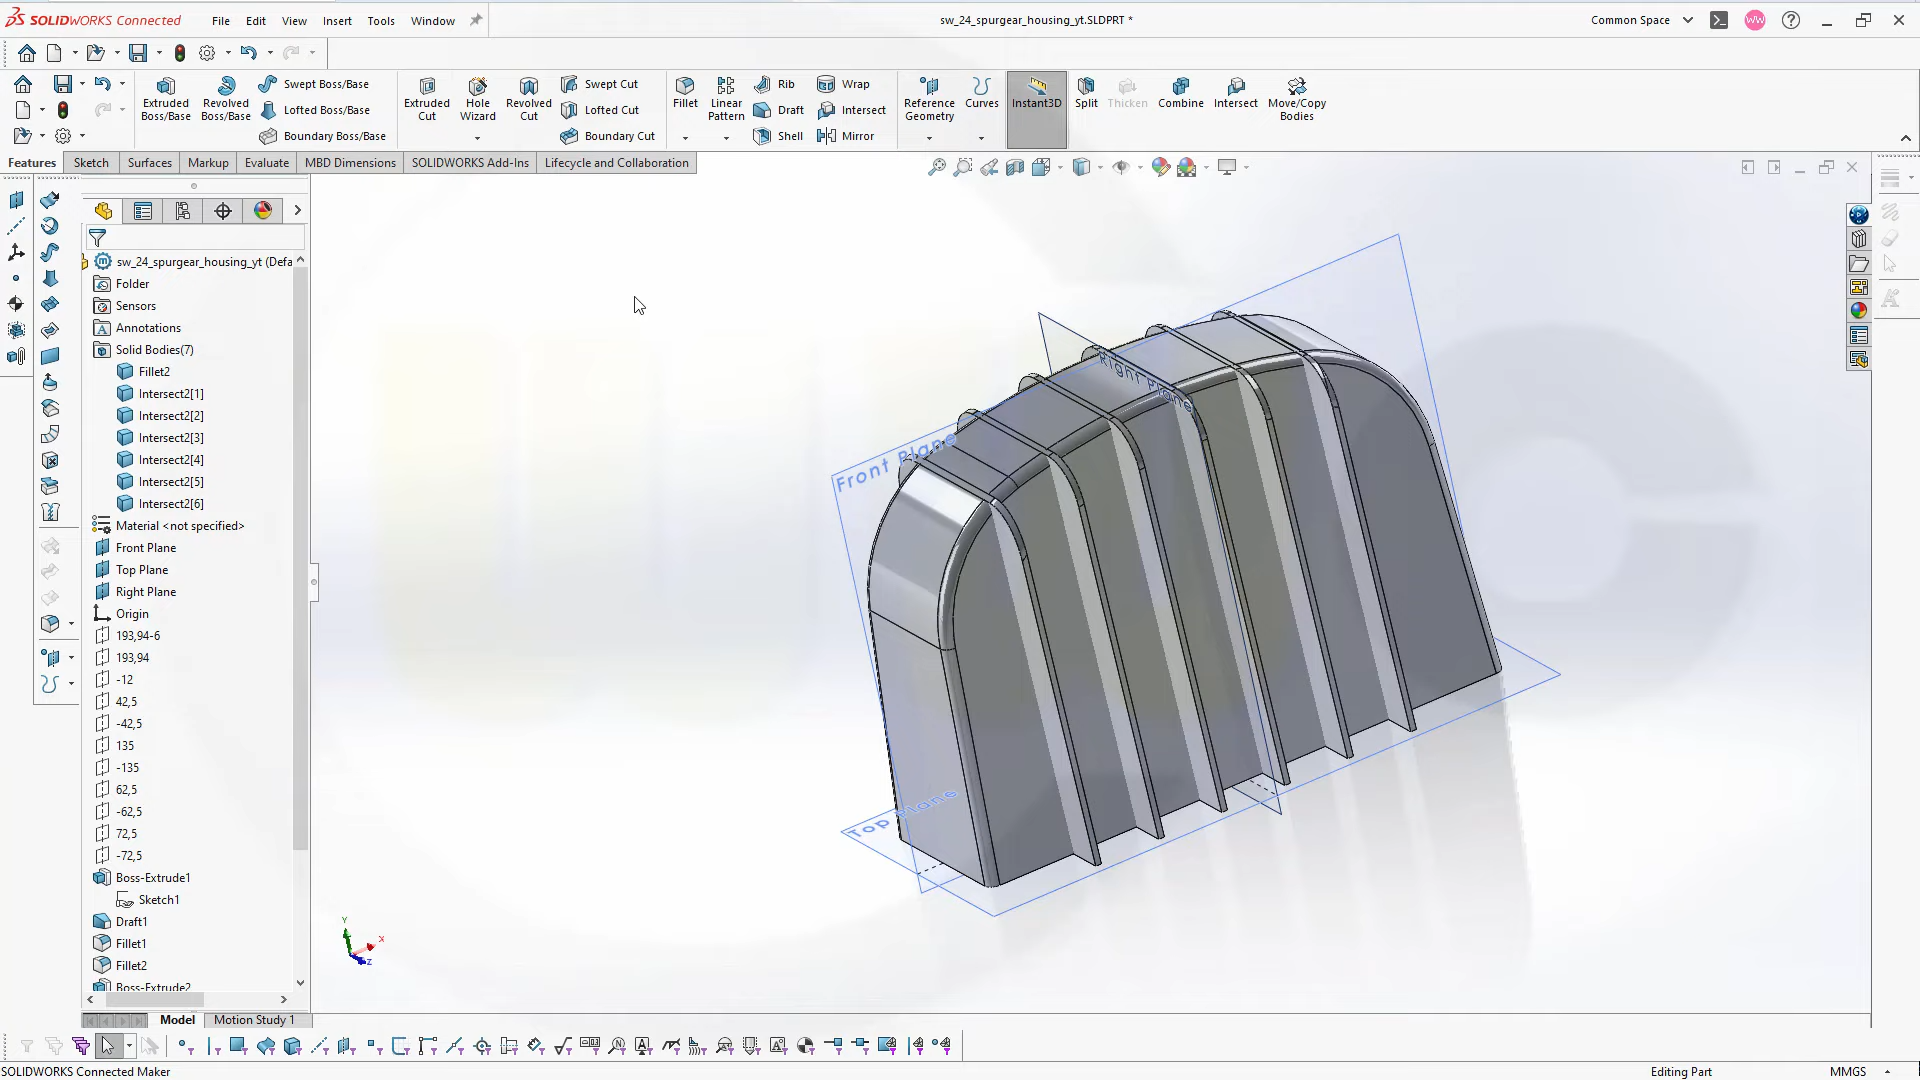 SOLIDWORKS Connected File Edit View Insert Tools Window sw_24_spurgear_housing_yt.SLDPRT * Common Space WW
Extruded Boss/Base
Revolved Boss/Base
Swept Boss/Base
Lofted Boss/Base
Boundary Boss/Base
Extruded Cut
Hole Wizard
Revolved Cut
Swept Cut
Lofted Cut
Boundary Cut
Fillet
Linear Pattern
Rib
Draft
Shell
Wrap
Intersect
Mirror
Reference Geometry
Curves
Instant3D
Split
Thicken
Combine
Intersect
Move/Copy Bodies
Features Sketch Surfaces Markup Evaluate MBD Dimensions SOLIDWORKS Add-Ins Lifecycle and Collaboration
sw_24_spurgear_housing_yt (Defa
Folder
Sensors
Annotations
Solid Bodies(7)
Fillet2
Intersect2[1]
Intersect2[2]
Intersect2[3]
Intersect2[4]
Intersect2[5]
Intersect2[6]
Material <not specified>
Front Plane
Top Plane
Right Plane
Origin
193,94-6
193,94
-12
42,5
-42,5
135
-135
62,5
-62,5
72,5
-72,5
Boss-Extrude1
Sketch1
Draft1
Fillet1
Fillet2
Boss-Extrude2
Right Plane
Front Plane
Top Plane
Y
X
Z
Model Motion Study 1
SOLIDWORKS Connected Maker Editing Part MMGS